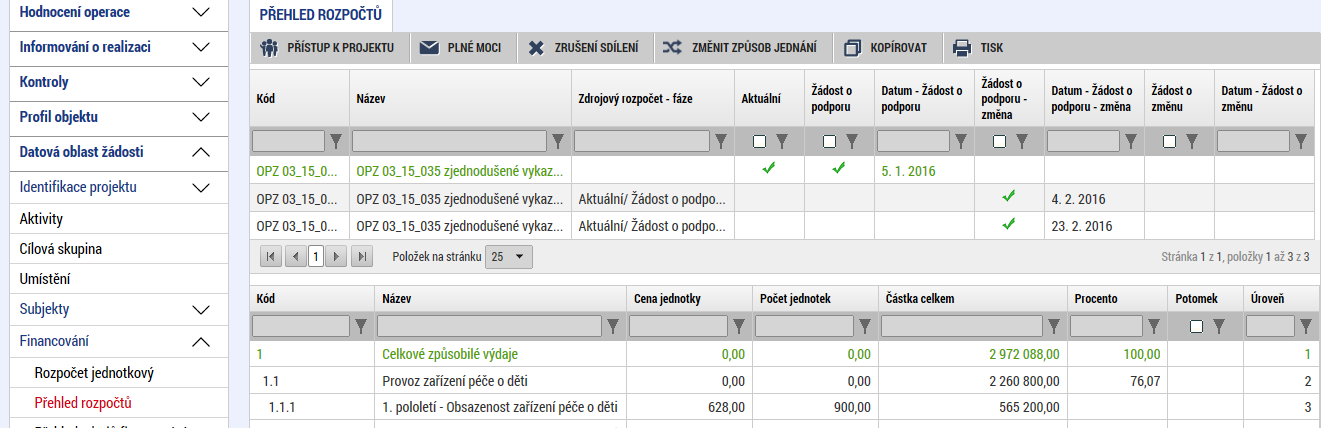 Hodnocení operace
Informování o realizaci
Kontroly
Profil objektu
Datová oblast žádosti
Identifikace projektu
Aktivity
Cílová skupina
Umístění
Subjekty
Financování
Rozpočet jednotkový
Přehled rozpočtů
PŘEHLED ROZPOČTŮ
PŘÍSTUP K PROJEKTU PLNÉ MOCI ZRUŠENÍ SDÍLENÍ ZMĚNIT ZPŮSOB JEDNÁNÍ KOPÍROVAT TISK
Kód Název Zdrojový rozpočet - fáze Aktuální Žádost o podporu Datum - Žádost o podporu Žádost o podporu - změna Datum - Žádost o podporu - změna Žádost o změnu Datum - Žádost o změnu
OPZ 03_15_0... OPZ 03_15_035 zjednodušené vykaz... 5. 1. 2016
OPZ 03_15_0... OPZ 03_15_035 zjednodušené vykaz... Aktuální/ Žádost o podpo... 4. 2. 2016
OPZ 03_15_0... OPZ 03_15_035 zjednodušené vykaz... Aktuální/ Žádost o podpo... 23. 2. 2016
1 Položek na stránku 25 Stránka 1 z 1, položky 1 až 3 z 3
Kód Název Cena jednotky Počet jednotek Částka celkem Procento Potomek Úroveň
1 Celkové způsobilé výdaje 0,00 0,00 2 972 088,00 100,00 1
1.1 Provoz zařízení péče o děti 0,00 0,00 2 260 800,00 76,07 2
1.1.1 1. pololetí - Obsazenost zařízení péče o děti 628,00 900,00 565 200,00 3